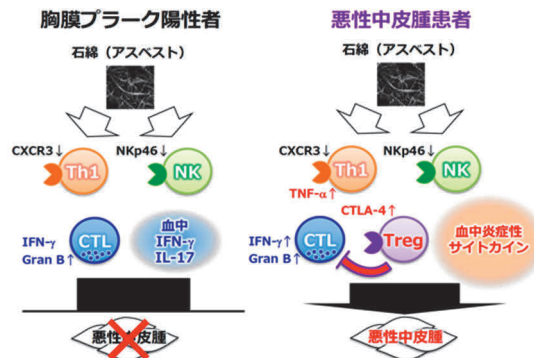 胸膜プラーク陽性者
石綿（アスベスト）
CXCR3↓
Th1
NKp46↓
NK
IFN-γ
Gran B↑
CTL
血中
IFN-γ
IL-17
悪性中皮腫
悪性中皮腫患者
石綿（アスベスト）
CXCR3↓
Th1
TNF-α↑
NKp46↓
NK
CTLA-4↑
IFN-γ↑
Gran B↑
CTL
Treg
血中炎症性
サイトカイン
悪性中皮腫